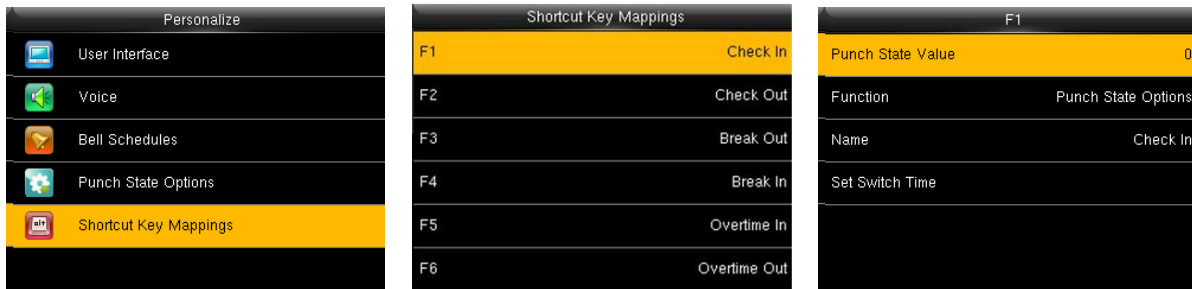 Personalize
User Interface
Voice
Bell Schedules
Punch State Options
alt
Shortcut Key Mappings
Shortcut Key Mappings
F1 Check In
F2 Check Out
F3 Break Out
F4 Break In
F5 Overtime In
F6 Overtime Out
F1
Punch State Value 0
Function Punch State Options
Name Check In
Set Switch Time